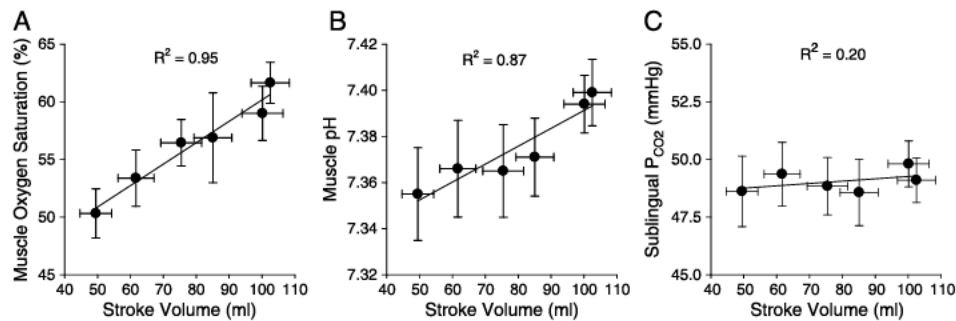 A
Muscle Oxygen Saturation (%)
65
60
55
50
45
R² = 0.95
40 50 60 70 80 90 100 110
Stroke Volume (ml)
B
Muscle pH
7.42
7.40
7.38
7.36
7.34
7.32
R² = 0.87
40 50 60 70 80 90 100 110
Stroke Volume (ml)
C
Sublingual PCO2 (mmHg)
55.0
52.5
50.0
47.5
45.0
R² = 0.20
40 50 60 70 80 90 100 110
Stroke Volume (ml)